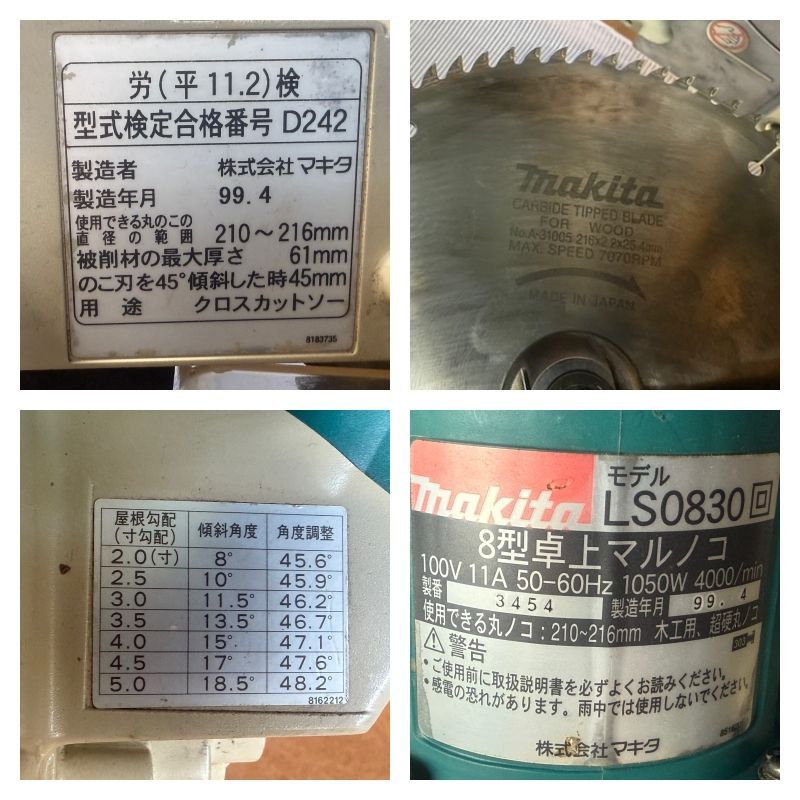 労(平11.2)検
型式検定合格番号 D242
製造者 株式会社 マキタ
製造年月 99.4
使用できる丸のこの
直径の範囲 210～216mm
被削材の最大厚さ 61mm
のこ刃を45°傾斜した時45mm
用途 クロスカットソー
8183735
makita
CARBIDE TIPPED BLADE
FOR WOOD
No.A-31005 216x2.2x25.4mm
MAX. SPEED 7070RPM
MADE IN JAPAN
屋根勾配
(寸勾配) 傾斜角度 角度調整
2.0(寸) 8° 45.6°
2.5 10° 45.9°
3.0 11.5° 46.2°
3.5 13.5° 46.7°
4.0 15° 47.1°
4.5 17° 47.6°
5.0 18.5° 48.2°
8162212
makita モデル
LS0830
8型卓上マルノコ
100V 11A 50-60Hz 1050W 4000/min
製番 3454 製造年月 99.4
使用できる丸ノコ：210~216mm 木工用、超硬丸ノコ
警告
・ご使用前に取扱説明書を必ずよくお読みください。
・感電の恐れがあります。雨中では使用しないでください。
株式会社 マキタ